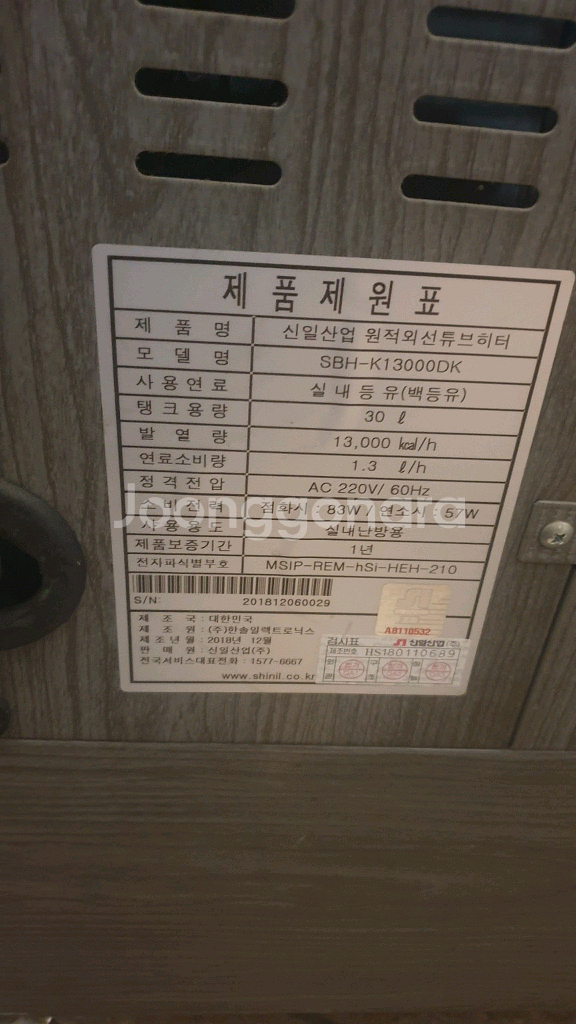 제품제원표
제 품 명 신일산업 원적외선튜브히터
모 델 명 SBH-K13000DK
사용연료 실내등유(백등유)
탱크용량 30 ℓ
발 열 량 13,000 ㎉/h
연료소비량 1.3 ℓ/h
정격전압 AC 220V/ 60Hz
소비전력 점화시 : 83W / 연소시 : 57W
Joonggonara
사용용도 실내난방용
제품보증기간 1년
전자파식별부호 MSIP-REM-hSi-HEH-210
S/N: 201812060029
제 조 국 : 대한민국
제 조 원 : (주)한솔일렉트로닉스
제조년월 : 2018년 12월
판 매 원 : 신일산업(주)
전국서비스대표전화 : 1577-6667
www.shinil.co.kr
A8110532
검사표 신일산업(주)
제조번호 HS180110689